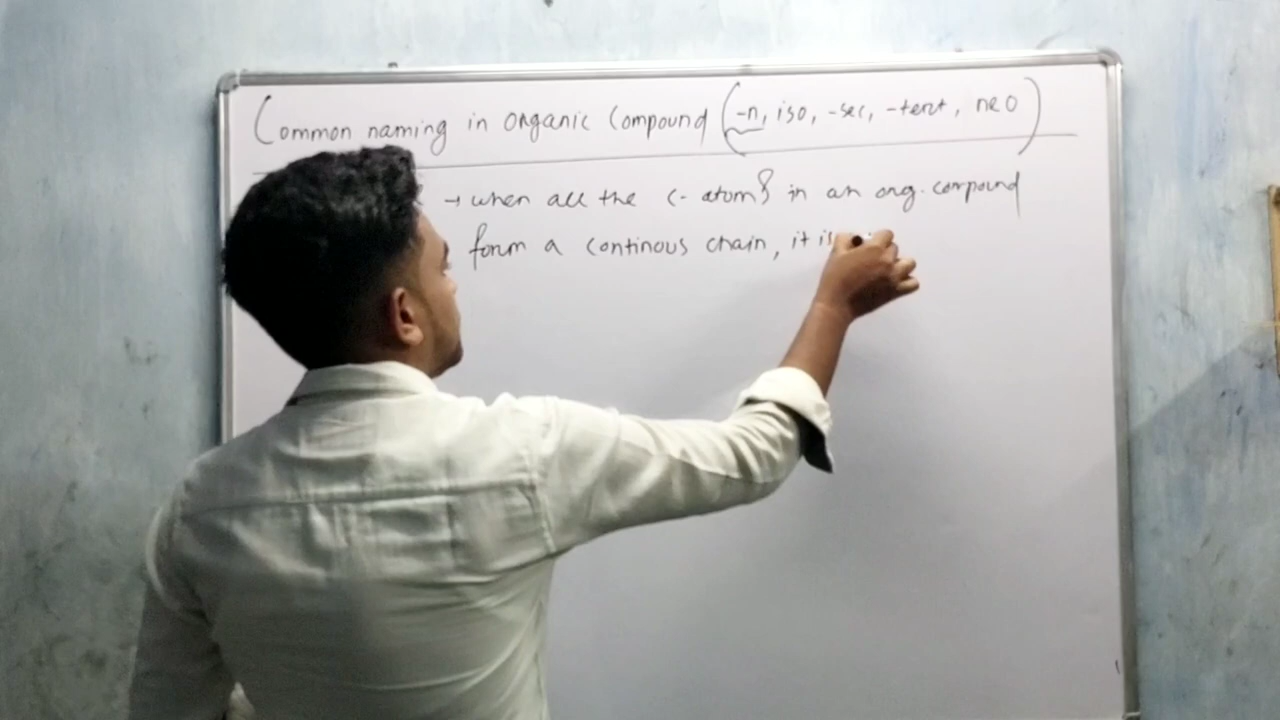 Common naming in organic compound (-n, iso, -sec, -tert, neo)
→ when all the C-atoms in an org. compound
form a continous chain, it is